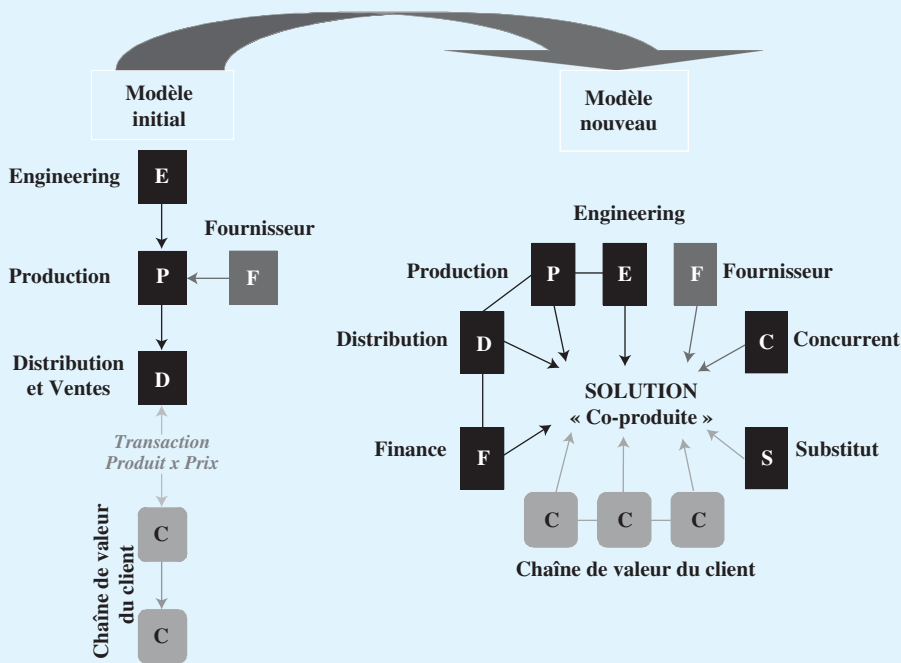 Modèle
initial
Modèle
nouveau
Engineering
E
Fournisseur
Production
P
F
Distribution
et Ventes
D
Transaction
Produit x Prix
C
Chaîne de valeur
du client
C
Engineering
Production
P
E
F
Fournisseur
Distribution
D
C
Concurrent
SOLUTION
« Co-produite »
Finance
F
S
Substitut
C
C
C
Chaîne de valeur du client